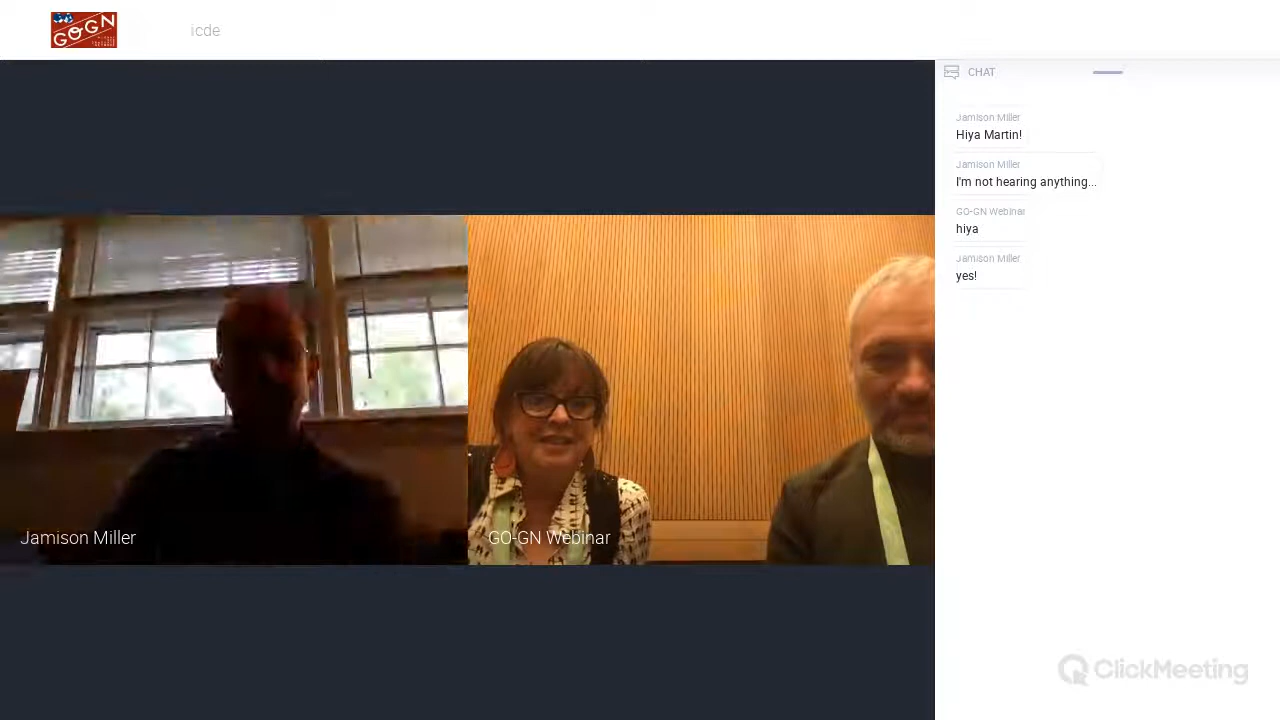 GO-GN
icde
CHAT
Jamison Miller
Hiya Martin!
Jamison Miller
I'm not hearing anything...
GO-GN Webinar
hiya
Jamison Miller
yes!
Jamison Miller
GO-GN Webinar
ClickMeeting